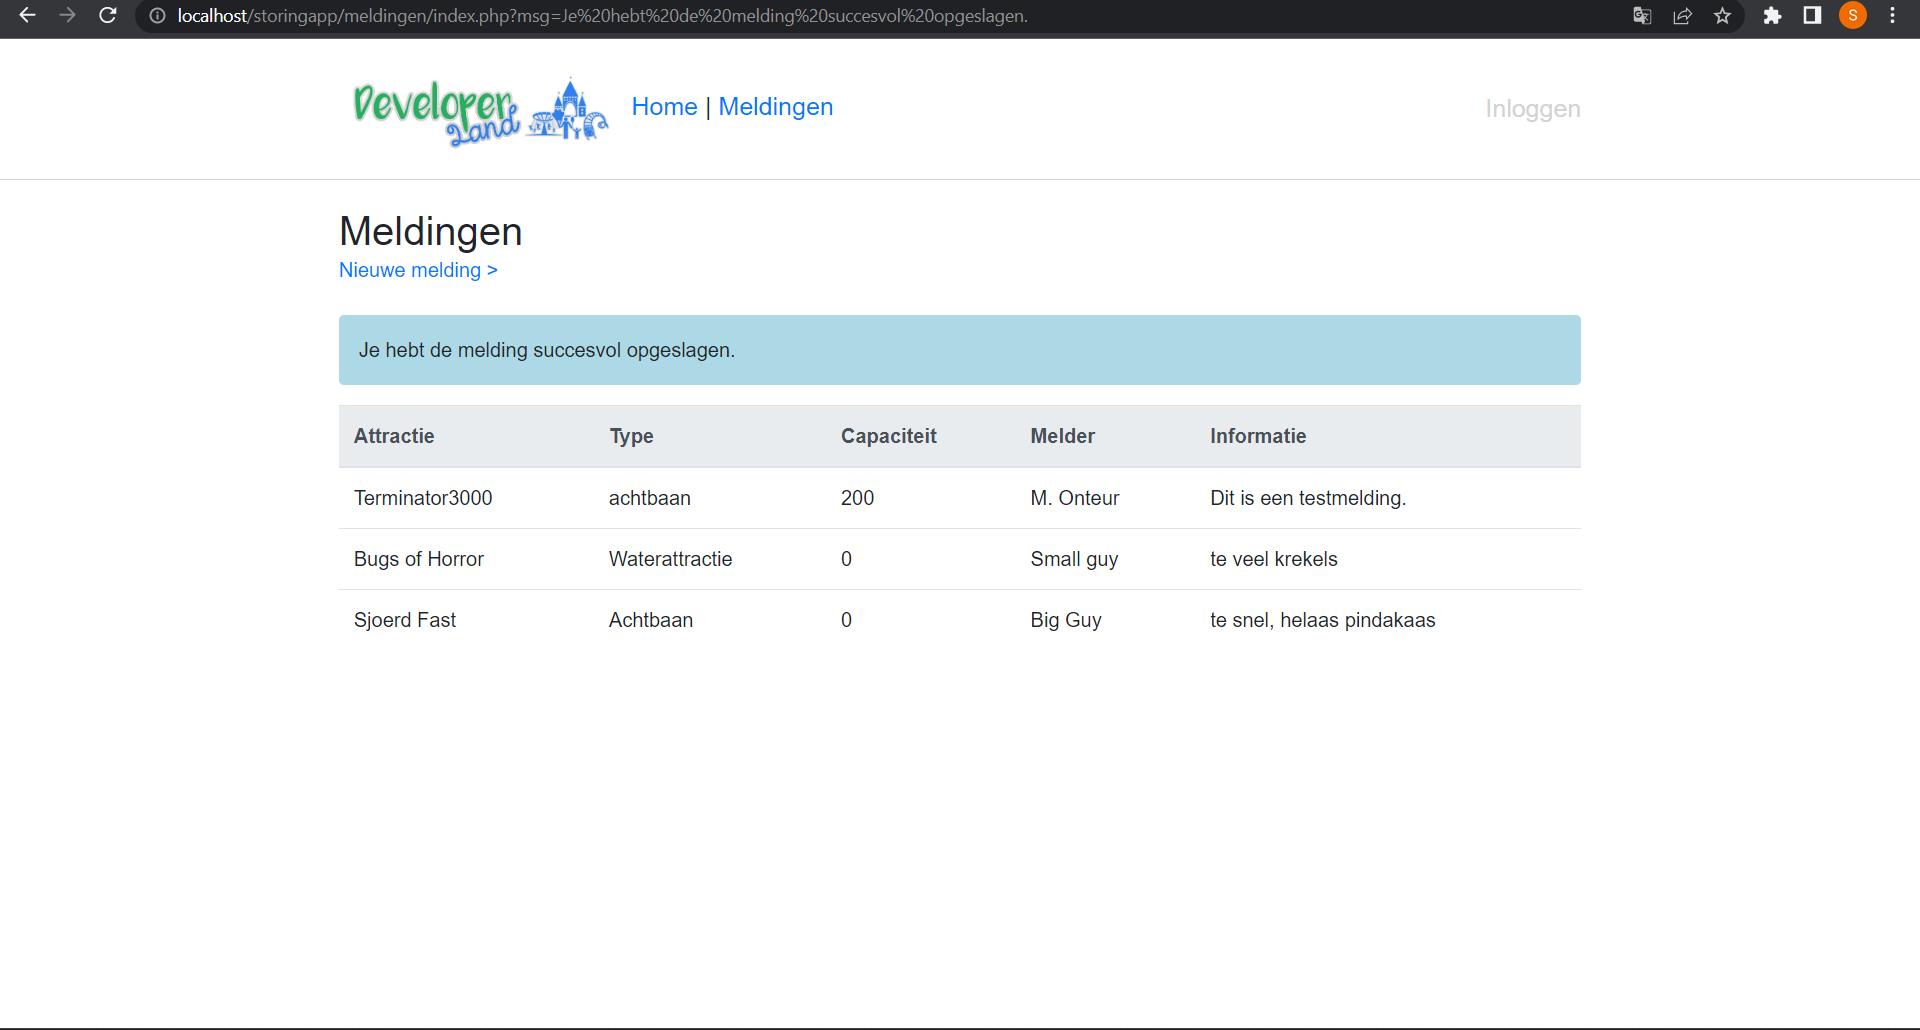 localhost/storingapp/meldingen/index.php?msg=Je%20hebt%20de%20melding%20succesvol%20opgeslagen.
S
Developer Land
Home | Meldingen
Inloggen
Meldingen
Nieuwe melding >
Je hebt de melding succesvol opgeslagen.
Attractie Type Capaciteit Melder Informatie
Terminator3000 achtbaan 200 M. Onteur Dit is een testmelding.
Bugs of Horror Waterattractie 0 Small guy te veel krekels
Sjoerd Fast Achtbaan 0 Big Guy te snel, helaas pindakaas